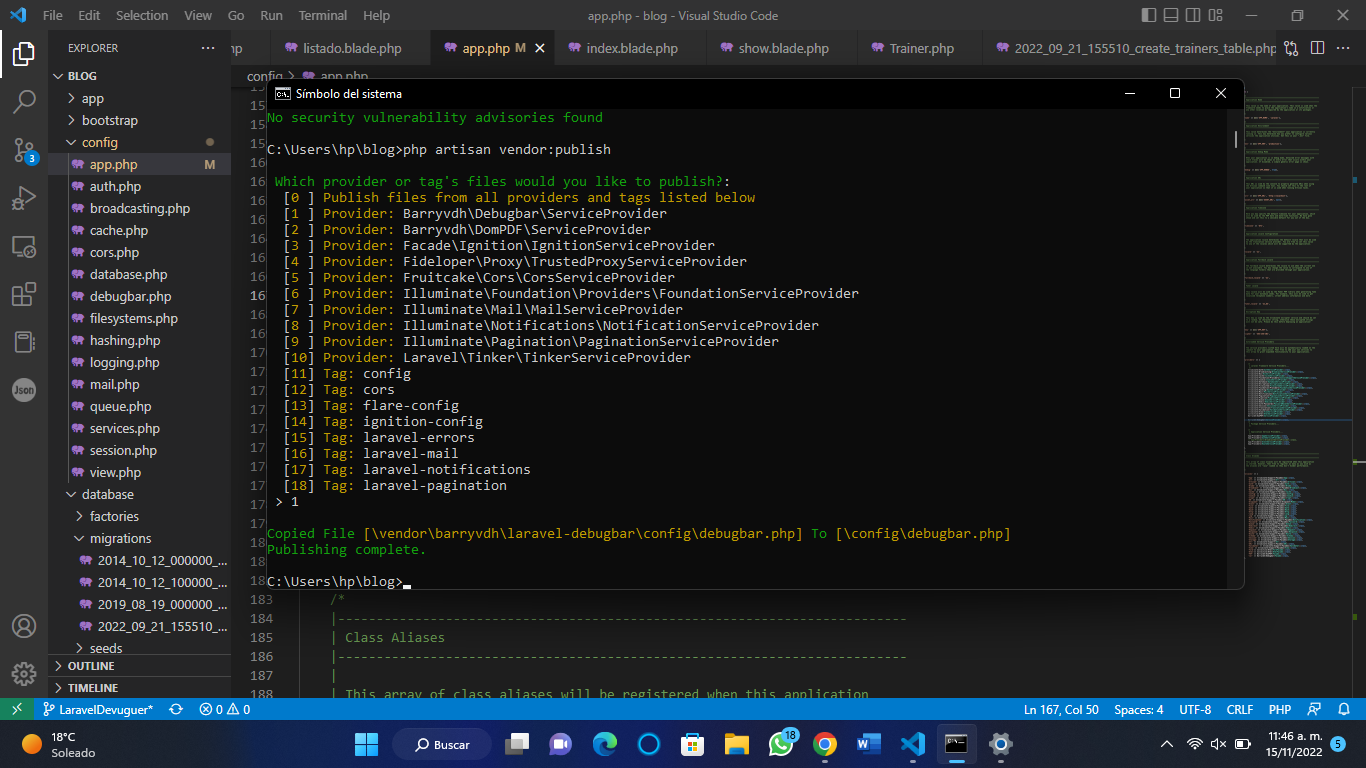 File Edit Selection View Go Run Terminal Help
app.php - blog - Visual Studio Code
EXPLORER
hp
listado.blade.php
app.php M
index.blade.php
show.blade.php
Trainer.php
2022_09_21_155510_create_trainers_table.php
BLOG
config > app.php
app
bootstrap
config
app.php M
auth.php
broadcasting.php
cache.php
cors.php
database.php
debugbar.php
filesystems.php
hashing.php
logging.php
mail.php
queue.php
services.php
session.php
view.php
database
factories
migrations
2014_10_12_000000_...
2014_10_12_100000_...
2019_08_19_000000_...
2022_09_21_155510_...
seeds
OUTLINE
TIMELINE
3
Json
Símbolo del sistema
No security vulnerability advisories found
C:\Users\hp\blog>php artisan vendor:publish
Which provider or tag's files would you like to publish?:
[0 ] Publish files from all providers and tags listed below
[1 ] Provider: Barryvdh\Debugbar\ServiceProvider
[2 ] Provider: Barryvdh\DomPDF\ServiceProvider
[3 ] Provider: Facade\Ignition\IgnitionServiceProvider
[4 ] Provider: Fideloper\Proxy\TrustedProxyServiceProvider
[5 ] Provider: Fruitcake\Cors\CorsServiceProvider
[6 ] Provider: Illuminate\Foundation\Providers\FoundationServiceProvider
[7 ] Provider: Illuminate\Mail\MailServiceProvider
[8 ] Provider: Illuminate\Notifications\NotificationServiceProvider
[9 ] Provider: Illuminate\Pagination\PaginationServiceProvider
[10] Provider: Laravel\Tinker\TinkerServiceProvider
[11] Tag: config
[12] Tag: cors
[13] Tag: flare-config
[14] Tag: ignition-config
[15] Tag: laravel-errors
[16] Tag: laravel-mail
[17] Tag: laravel-notifications
[18] Tag: laravel-pagination
> 1
Copied File [\vendor\barryvdh\laravel-debugbar\config\debugbar.php] To [\config\debugbar.php]
Publishing complete.
C:\Users\hp\blog>
183 /*
184 |--------------------------------------------------------------------------
185 | Class Aliases
186 |--------------------------------------------------------------------------
187 |
188 | This array of class aliases will be registered when this application
LaravelDevuguer* 0 0 Ln 167, Col 50 Spaces: 4 UTF-8 CRLF PHP
18°C
Soleado
Buscar
18
11:46 a. m.
15/11/2022
5